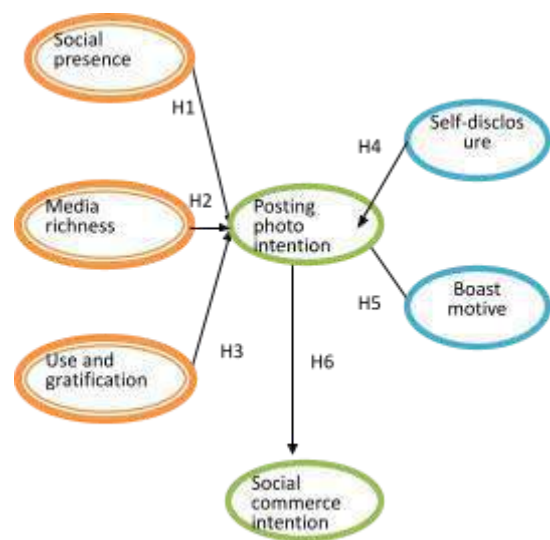 Social
presence
H1
Self-disclos
ure
H4
Media
richness
H2
Posting
photo
intention
Boast
motive
H5
Use and
gratification
H3
H6
Social
commerce
intention